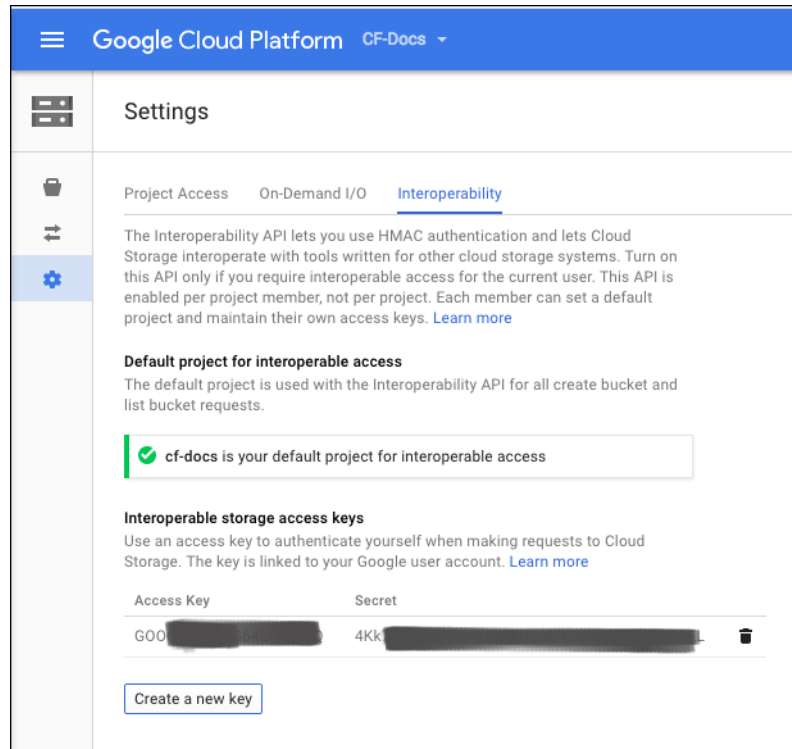 Google Cloud Platform CF-Docs
Settings
Project Access On-Demand I/O Interoperability
The Interoperability API lets you use HMAC authentication and lets Cloud
Storage interoperate with tools written for other cloud storage systems. Turn on
this API only if you require interoperable access for the current user. This API is
enabled per project member, not per project. Each member can set a default
project and maintain their own access keys. Learn more
Default project for interoperable access
The default project is used with the Interoperability API for all create bucket and
list bucket requests.
cf-docs is your default project for interoperable access
Interoperable storage access keys
Use an access key to authenticate yourself when making requests to Cloud
Storage. The key is linked to your Google user account. Learn more
Access Key Secret
Create a new key